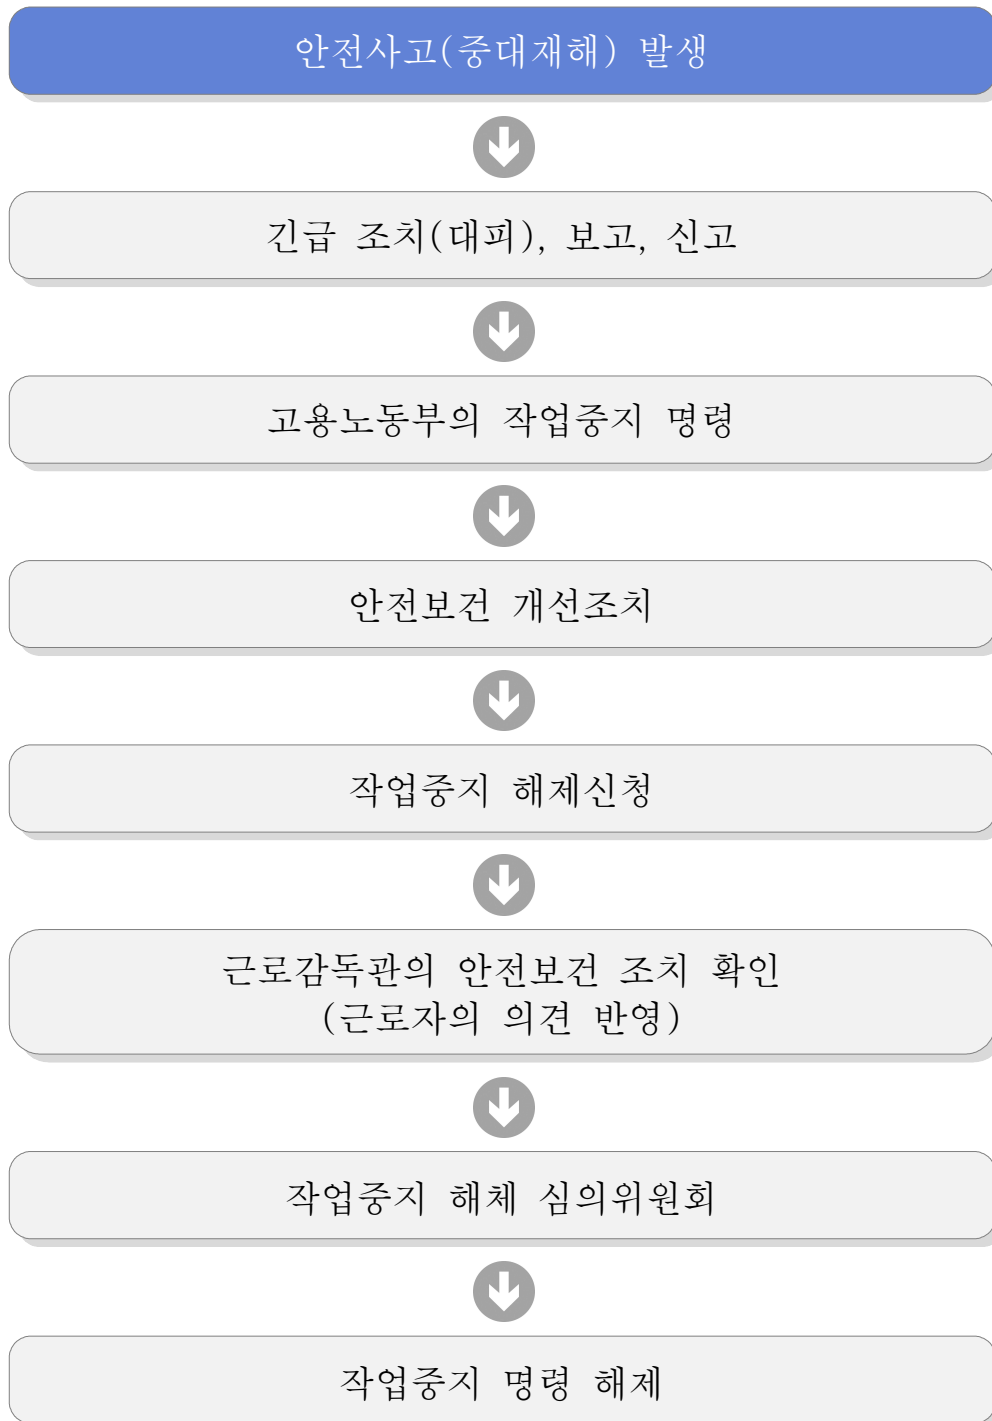 안전사고(중대재해) 발생
긴급 조치(대피), 보고, 신고
고용노동부의 작업중지 명령
안전보건 개선조치
작업중지 해제신청
근로감독관의 안전보건 조치 확인
(근로자의 의견 반영)
작업중지 해체 심의위원회
작업중지 명령 해제